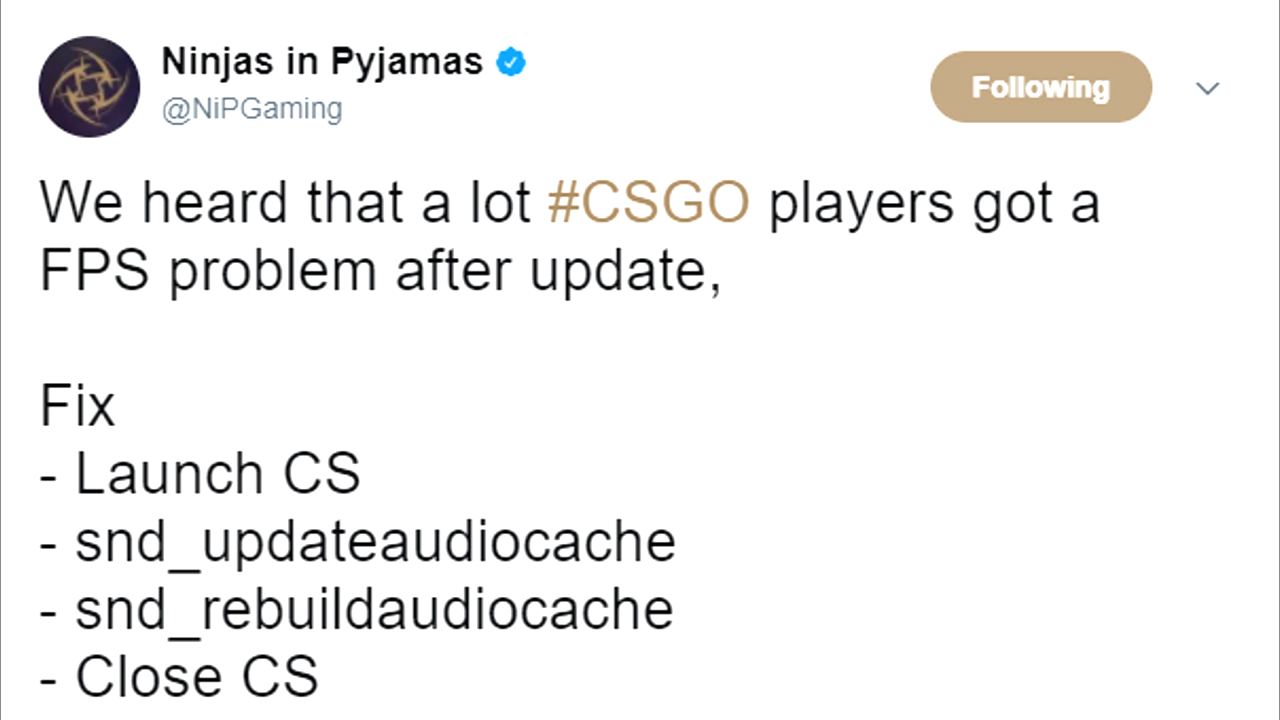 Ninjas in Pyjamas
@NiPGaming
Following
We heard that a lot #CSGO players got a
FPS problem after update,
Fix
- Launch CS
- snd_updateaudiocache
- snd_rebuildaudiocache
- Close CS